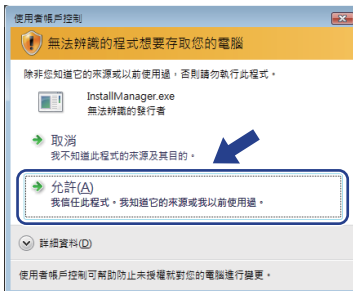 使用者帳戶控制
無法辨識的程式想要存取您的電腦
除非您知道它的來源或以前使用過，否則請勿執行此程式。
InstallManager.exe
無法辨識的發行者
取消
我不知道此程式的來源及其目的。
允許(A)
我信任此程式。我知道它的來源或我以前使用過。
詳細資料(D)
使用者帳戶控制可幫助防止未授權就對您的電腦進行變更。